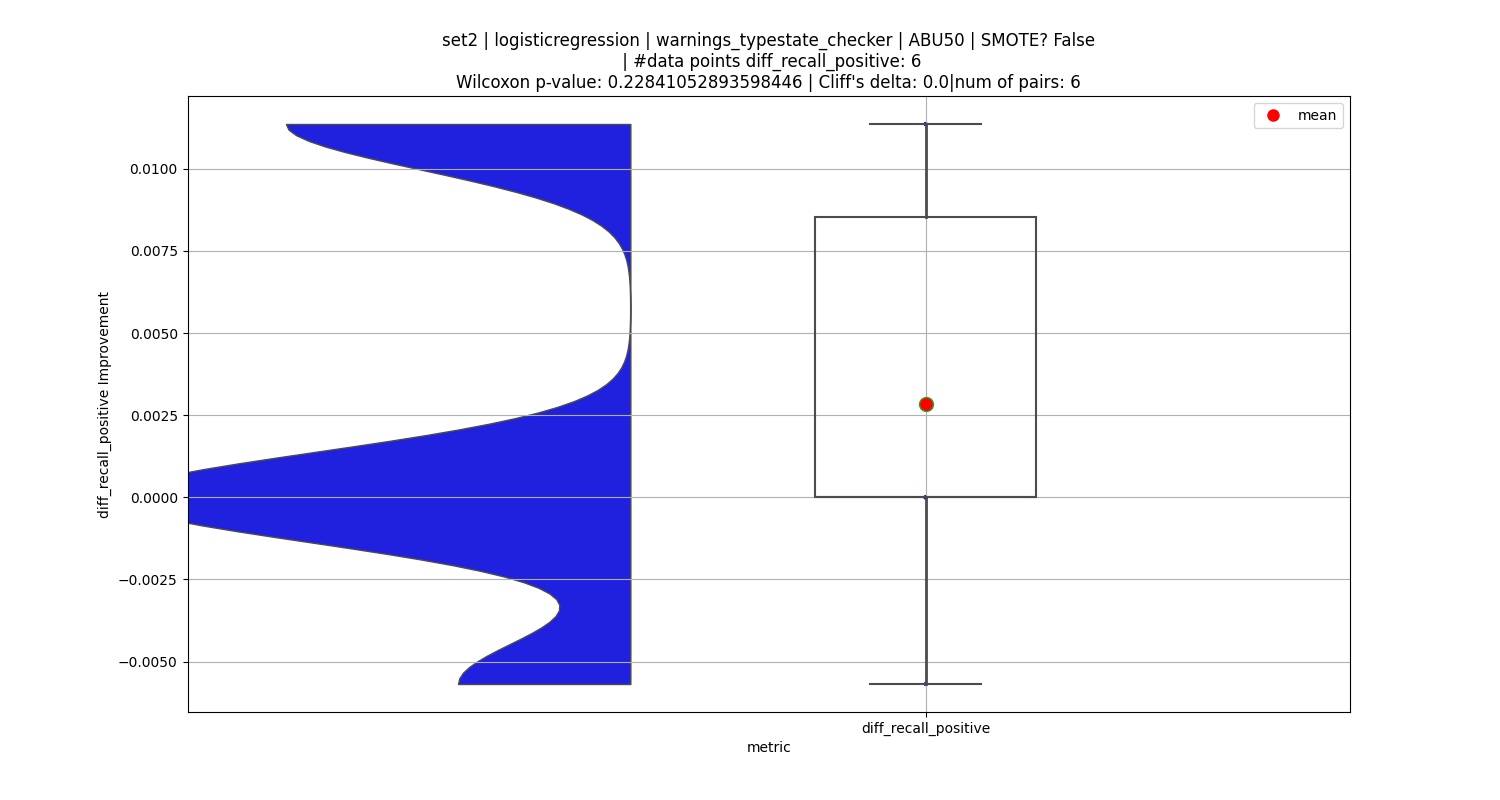 set2 | logisticregression | warnings_typestate_checker | ABU50 | SMOTE? False
| #data points diff_recall_positive: 6
Wilcoxon p-value: 0.22841052893598446 | Cliff's delta: 0.0|num of pairs: 6
mean
0.0100
0.0075
0.0050
0.0025
0.0000
−0.0025
−0.0050
diff_recall_positive Improvement
diff_recall_positive
metric